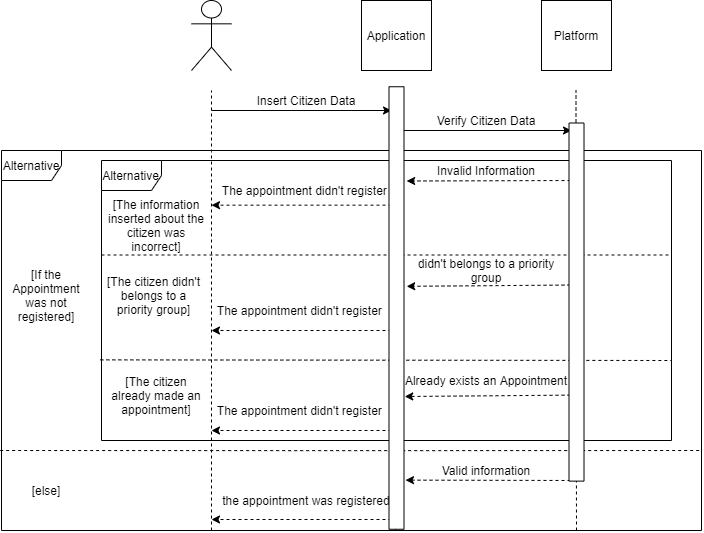 Application
Platform
Insert Citizen Data
Verify Citizen Data
Alternative
Alternative
Invalid Information
The appointment didn't register
[The information
inserted about the
citizen was
incorrect]
[If the
Appointment
was not
registered]
didn't belongs to a priority
group
[The citizen didn't
belongs to a
priority group]
The appointment didn't register
Already exists an Appointment
[The citizen
already made an
appointment]
The appointment didn't register
Valid information
[else]
the appointment was registered